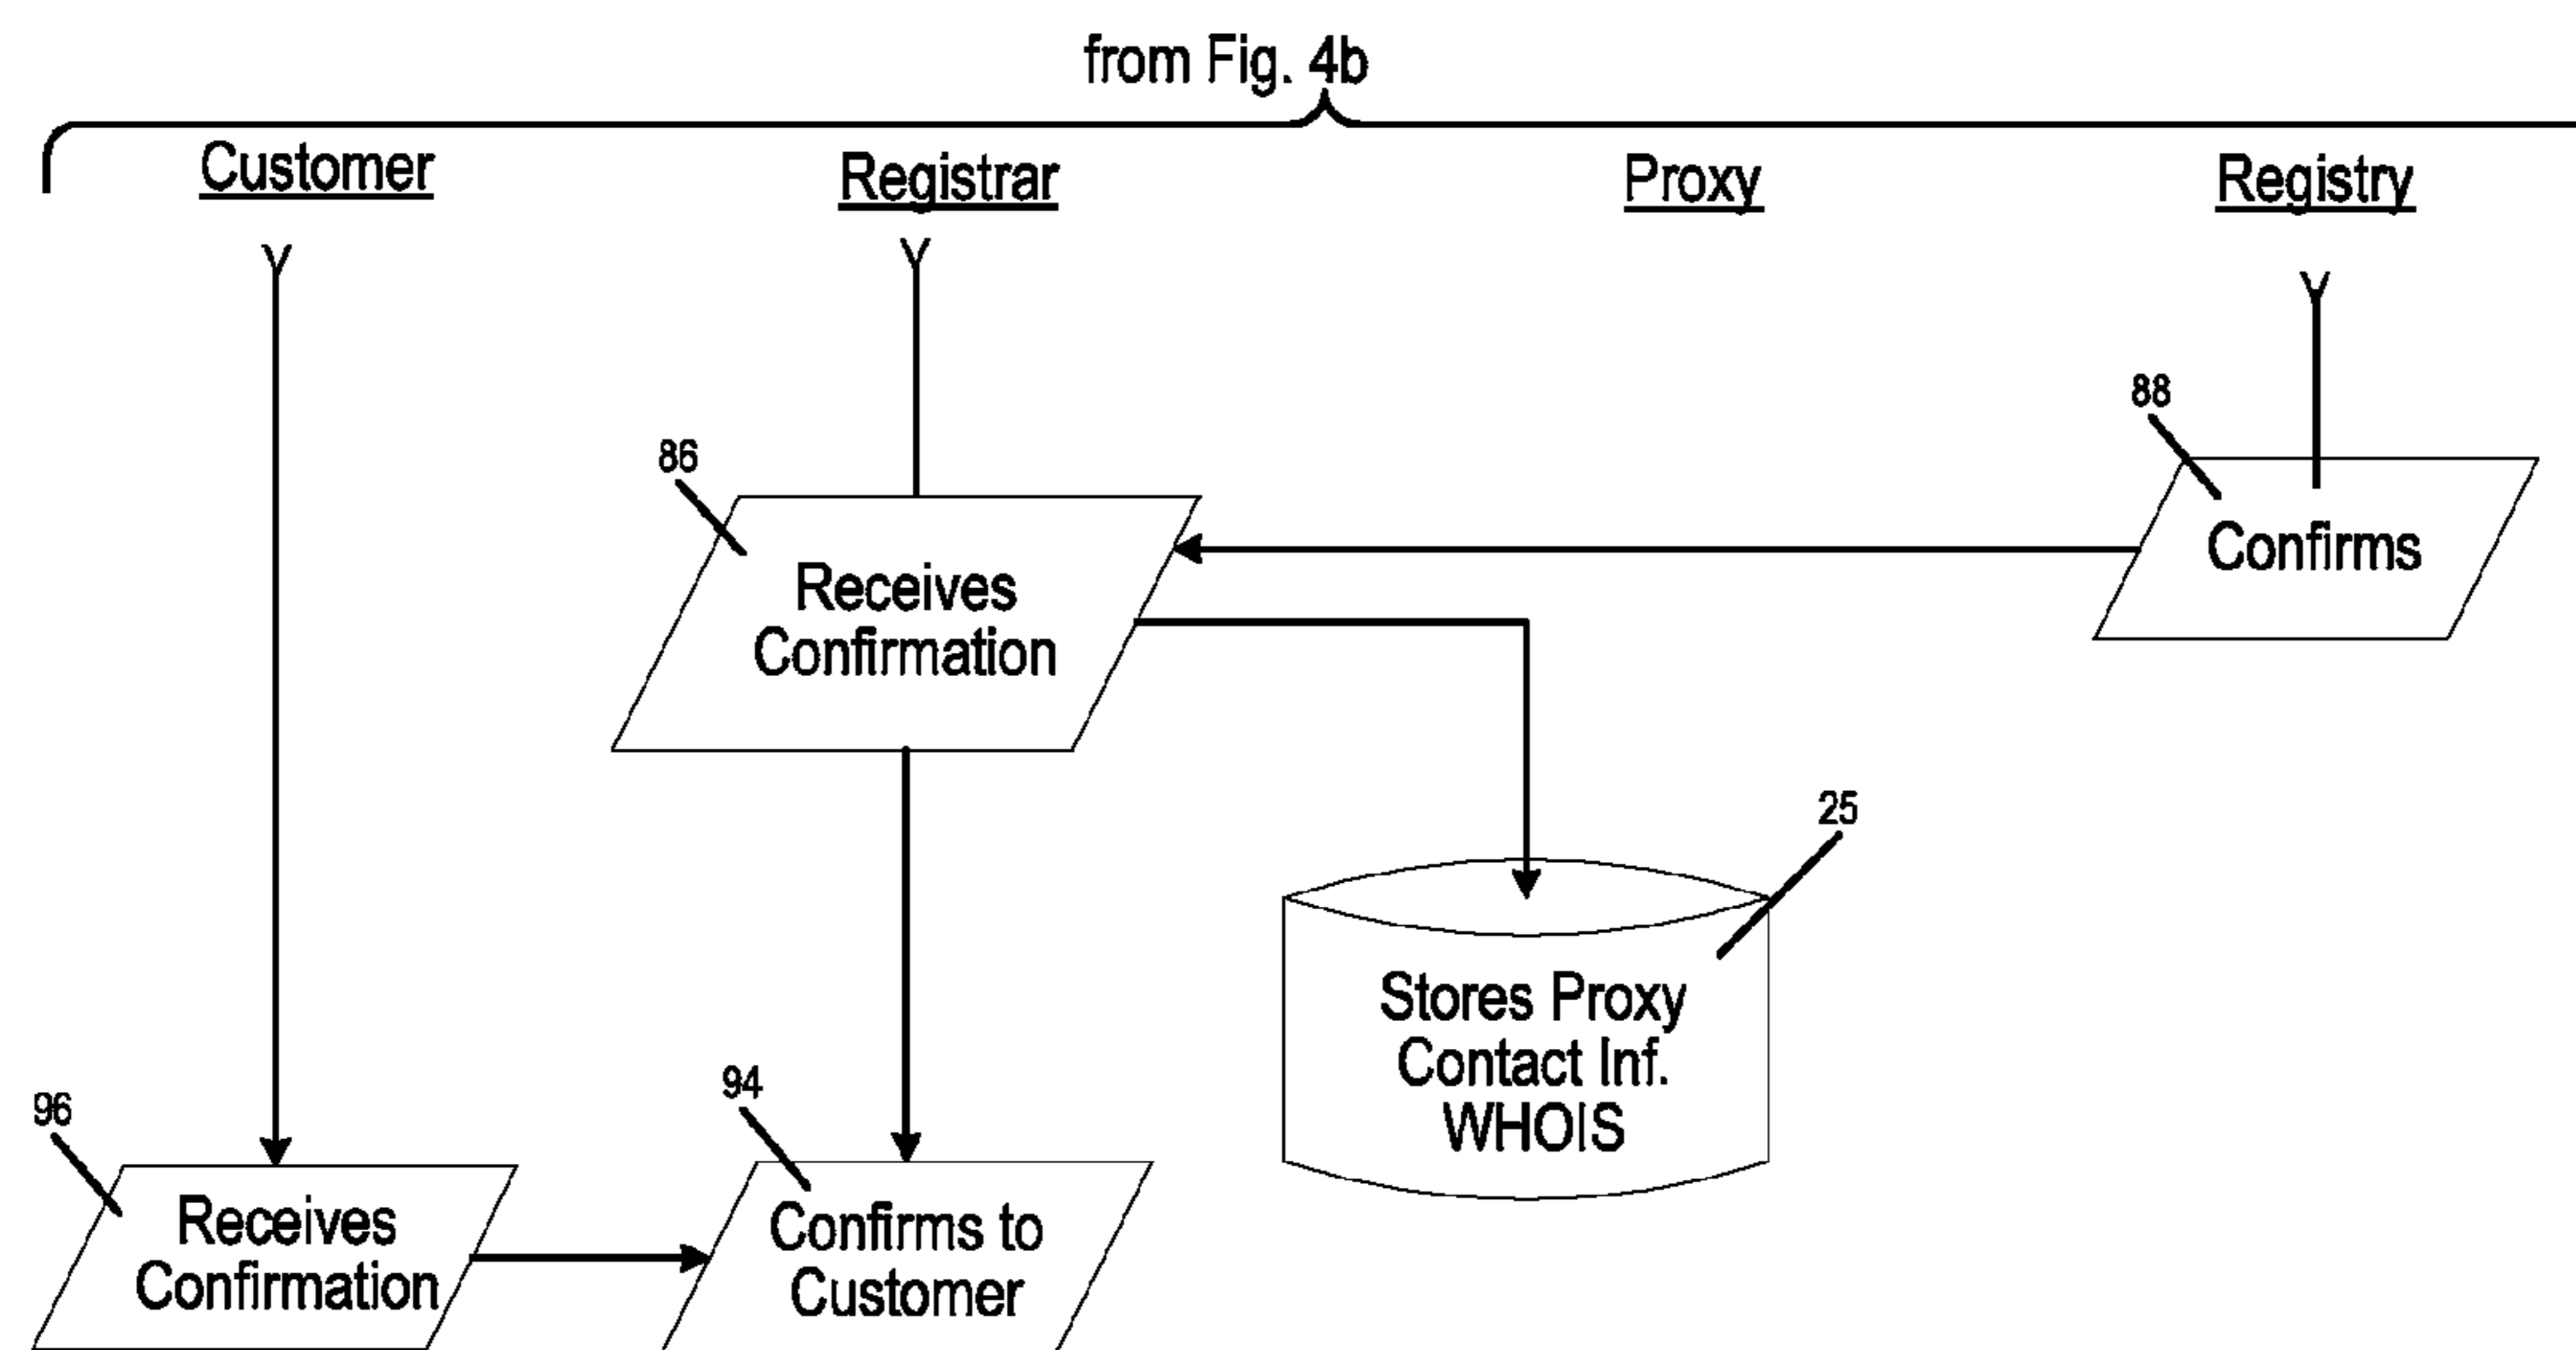 from Fig. 4b
Customer
Registrar
Proxy
Registry
88
Confirms
86
Receives
Confirmation
25
Stores Proxy
Contact Inf.
WHOIS
96
Receives
Confirmation
94
Confirms to
Customer